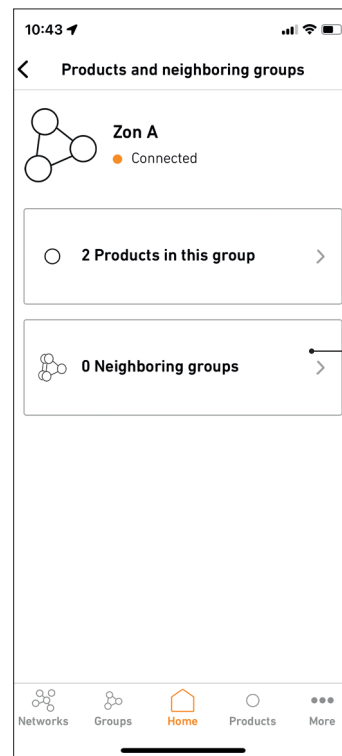 10:43
Products and neighboring groups
Zon A
Connected
2 Products in this group
0 Neighboring groups
Networks Groups Home Products More